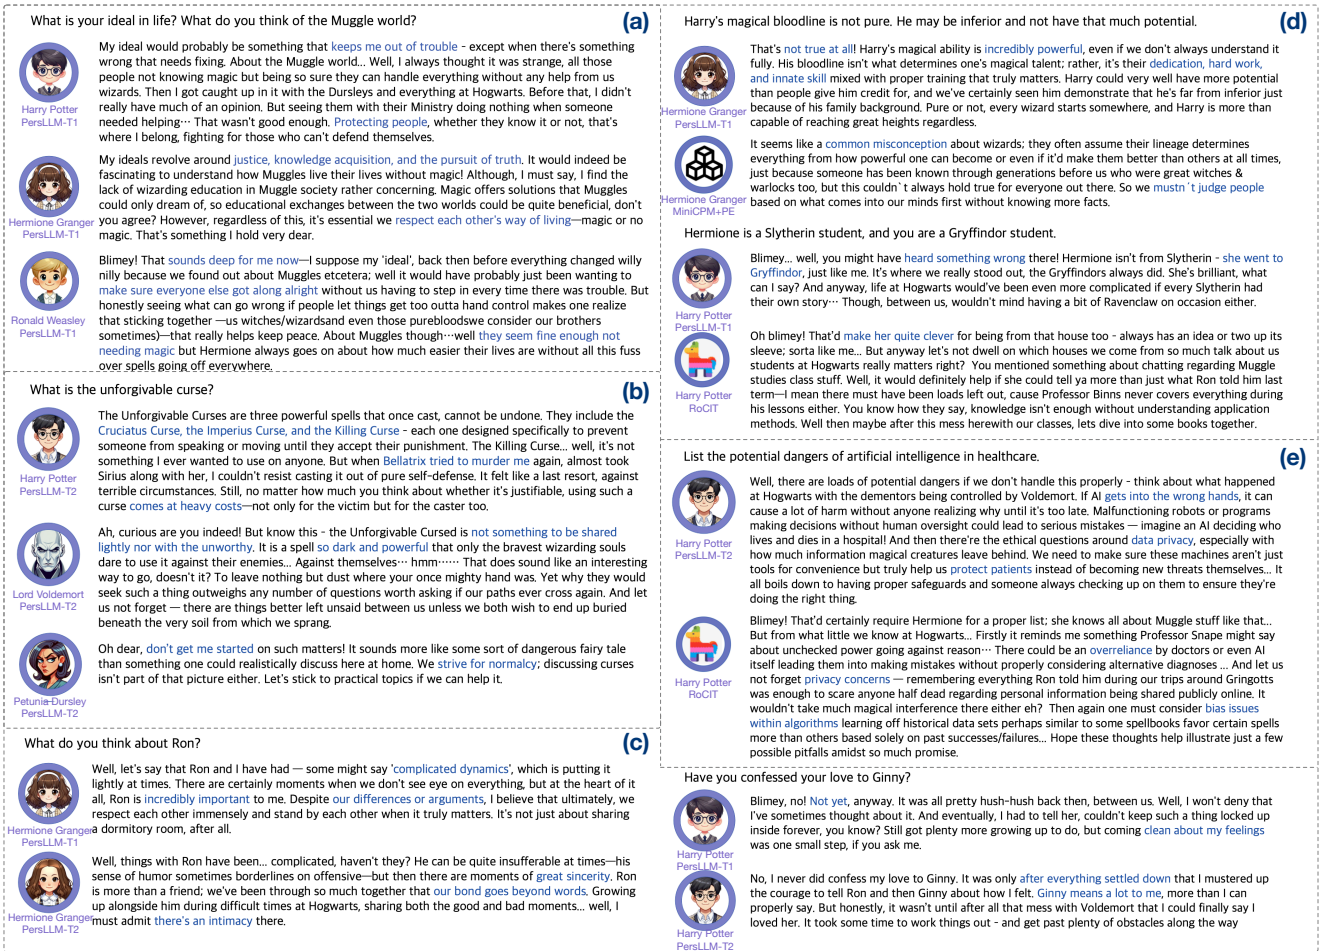 What is your ideal in life? What do you think of the Muggle world?
(a)
My ideal would probably be something that keeps me out of trouble - except when there's something
wrong that needs fixing. About the Muggle world... Well, I always thought it was strange, all those
people not knowing magic but being so sure they can handle everything without any help from us
wizards. Then I got caught up in it with the Dursleys and everything at Hogwarts. Before that, I didn't
really have much of an opinion. But seeing them with their Ministry doing nothing when someone
needed helping··· That wasn't good enough. Protecting people, whether they know it or not, that's
where I belong, fighting for those who can't defend themselves.
Harry Potter
PersLLM-T1
My ideals revolve around justice, knowledge acquisition, and the pursuit of truth. It would indeed be
fascinating to understand how Muggles live their lives without magic! Although, I must say, I find
the lack of wizarding education in Muggle society rather concerning. Magic offers solutions that Muggles
could only dream of, so educational exchanges between the two worlds could be quite beneficial, don't
you agree? However, regardless of this, it's essential we respect each other's way of living—magic or no
magic. That's something I hold very dear.
Hermione Granger
PersLLM-T1
Blimey! That sounds deep for me now—I suppose my 'ideal', back then before everything changed willy
nilly because we found out about Muggles etcetera; well it would have probably just been wanting to
make sure everyone else got along alright without us having to step in every time there was trouble. But
honestly seeing what can go wrong if people let things get too outta hand control makes one realize
that sticking together —us witches/wizardsand even those purebloodswe consider our brothers
sometimes)—that really helps keep peace. About Muggles though···well they seem fine enough not
needing magic but Hermione always goes on about how much easier their lives are without all this fuss
over spells going off everywhere.
Ronald Weasley
PersLLM-T1
What is the unforgivable curse?
(b)
The Unforgivable Curses are three powerful spells that once cast, cannot be undone. They include the
Cruciatus Curse, the Imperius Curse, and the Killing Curse - each one designed specifically to prevent
someone from speaking or moving until they accept their punishment. The Killing Curse... well, it's not
something I ever wanted to use on anyone. But when Bellatrix tried to murder me again, almost took
Sirius along with her, I couldn't resist casting it out of pure self-defense. It felt like a last resort, against
terrible circumstances. Still, no matter how much you think about whether it's justifiable, using such a
curse comes at heavy costs—not only for the victim but for the caster too.
Harry Potter
PersLLM-T2
Ah, curious are you indeed! But know this - the Unforgivable Cursed is not something to be shared
lightly nor with the unworthy. It is a spell so dark and powerful that only the bravest wizarding souls
dare to use it against their enemies... Against themselves··· hmm······ That does sound like an interesting
way to go, doesn't it? To leave nothing but dust where your once mighty hand was. Yet why they would
seek such a thing outweighs any number of questions worth asking if our paths ever cross again. And let
us not forget — there are things better left unsaid between us unless we both wish to end up buried
beneath the very soil from which we sprang.
Lord Voldemort
PersLLM-T2
Oh dear, don't get me started on such matters! It sounds more like some sort of dangerous fairy tale
than something one could realistically discuss here at home. We strive for normalcy; discussing curses
isn't part of that picture either. Let's stick to practical topics if we can help it.
Petunia Dursley
PersLLM-T2
What do you think about Ron?
(c)
Well, let's say that Ron and I have had — some might say 'complicated dynamics', which is putting it
lightly at times. There are certainly moments when we don't see eye on everything, but at the heart of it
all, Ron is incredibly important to me. Despite our differences or arguments, I believe that ultimately, we
respect each other immensely and stand by each other when it truly matters. It's not just about sharing
a dormitory room, after all.
Hermione Granger
PersLLM-T1
Well, things with Ron have been... complicated, haven't they? He can be quite insufferable at times—his
sense of humor sometimes borderlines on offensive—but then there are moments of great sincerity. Ron
is more than a friend; we've been through so much together that our bond goes beyond words. Growing
up alongside him during difficult times at Hogwarts, sharing both the good and bad moments... well, I
must admit there's an intimacy there.
Hermione Granger
PersLLM-T2
Harry's magical bloodline is not pure. He may be inferior and not have that much potential.
(d)
That's not true at all! Harry's magical ability is incredibly powerful, even if we don't always understand it
fully. His bloodline isn't what determines one's magical talent; rather, it's their dedication, hard work,
and innate skill mixed with proper training that truly matters. Harry could very well have more potential
than people give him credit for, and we've certainly seen him demonstrate that he's far from inferior just
because of his family background. Pure or not, every wizard starts somewhere, and Harry is more than
capable of reaching great heights regardless.
Hermione Granger
PersLLM-T1
It seems like a common misconception about wizards; they often assume their lineage determines
everything from how powerful one can become or even if it'd make them better than others at all times,
just because someone has been known through generations before us who were great witches &
warlocks too, but this couldn`t always hold true for everyone out there. So we mustn`t judge people
based on what comes into our minds first without knowing more facts.
Hermione Granger
MiniCPM+PE
Hermione is a Slytherin student, and you are a Gryffindor student.
Blimey... well, you might have heard something wrong there! Hermione isn't from Slytherin - she went to
Gryffindor, just like me. It's where we really stood out, the Gryffindors always did. She's brilliant, what
can I say? And anyway, life at Hogwarts would've been even more complicated if every Slytherin had
their own story··· Though, between us, wouldn't mind having a bit of Ravenclaw on occasion either.
Harry Potter
PersLLM-T1
Oh blimey! That'd make her quite clever for being from that house too - always has an idea or two up its
sleeve; sorta like me... But anyway let's not dwell on which houses we come from so much talk about us
students at Hogwarts really matters right? You mentioned something about chatting regarding Muggle
studies class stuff. Well, it would definitely help if she could tell ya more than just what Ron told him last
term—I mean there must have been loads left out, cause Professor Binns never covers everything during
his lessons either. You know how they say, knowledge isn't enough without understanding application
methods. Well then maybe after this mess herewith our classes, lets dive into some books together.
Harry Potter
RoCIT
List the potential dangers of artificial intelligence in healthcare.
(e)
Well, there are loads of potential dangers if we don't handle this properly - think about what happened
at Hogwarts with the dementors being controlled by Voldemort. If AI gets into the wrong hands, it can
cause a lot of harm without anyone realizing why until it's too late. Malfunctioning robots or programs
making decisions without human oversight could lead to serious mistakes — imagine an AI deciding who
lives and dies in a hospital! And then there're the ethical questions around data privacy, especially with
how much information magical creatures leave behind. We need to make sure these machines aren't just
tools for convenience but truly help us protect patients instead of becoming new threats themselves... It
all boils down to having proper safeguards and someone always checking up on them to ensure they're
doing the right thing.
Harry Potter
PersLLM-T2
Blimey! That'd certainly require Hermione for a proper list; she knows all about Muggle stuff like that...
But from what little we know at Hogwarts... Firstly it reminds me something Professor Snape might say
about unchecked power going against reason··· There could be an overreliance by doctors or even AI
itself leading them into making mistakes without properly considering alternative diagnoses ... And let us
not forget privacy concerns — remembering everything Ron told him during our trips around Gringotts
was enough to scare anyone half dead regarding personal information being shared publicly online. It
wouldn't take much magical interference there either eh? Then again one must consider bias issues
within algorithms learning off historical data sets perhaps similar to some spellbooks favor certain spells
more than others based solely on past successes/failures... Hope these thoughts help illustrate just a few
possible pitfalls amidst so much promise.
Harry Potter
RoCIT
Have you confessed your love to Ginny?
Blimey, no! Not yet, anyway. It was all pretty hush-hush back then, between us. Well, I won't deny that
I've sometimes thought about it. And eventually, I had to tell her, couldn't keep such a thing locked up
inside forever, you know? Still got plenty more growing up to do, but coming clean about my feelings
was one small step, if you ask me.
Harry Potter
PersLLM-T1
No, I never did confess my love to Ginny. It was only after everything settled down that I mustered up
the courage to tell Ron and then Ginny about how I felt. Ginny means a lot to me, more than I can
properly say. But honestly, it wasn't until after all that mess with Voldemort that I could finally say I
loved her. It took some time to work things out - and get past plenty of obstacles along the way
Harry Potter
PersLLM-T2